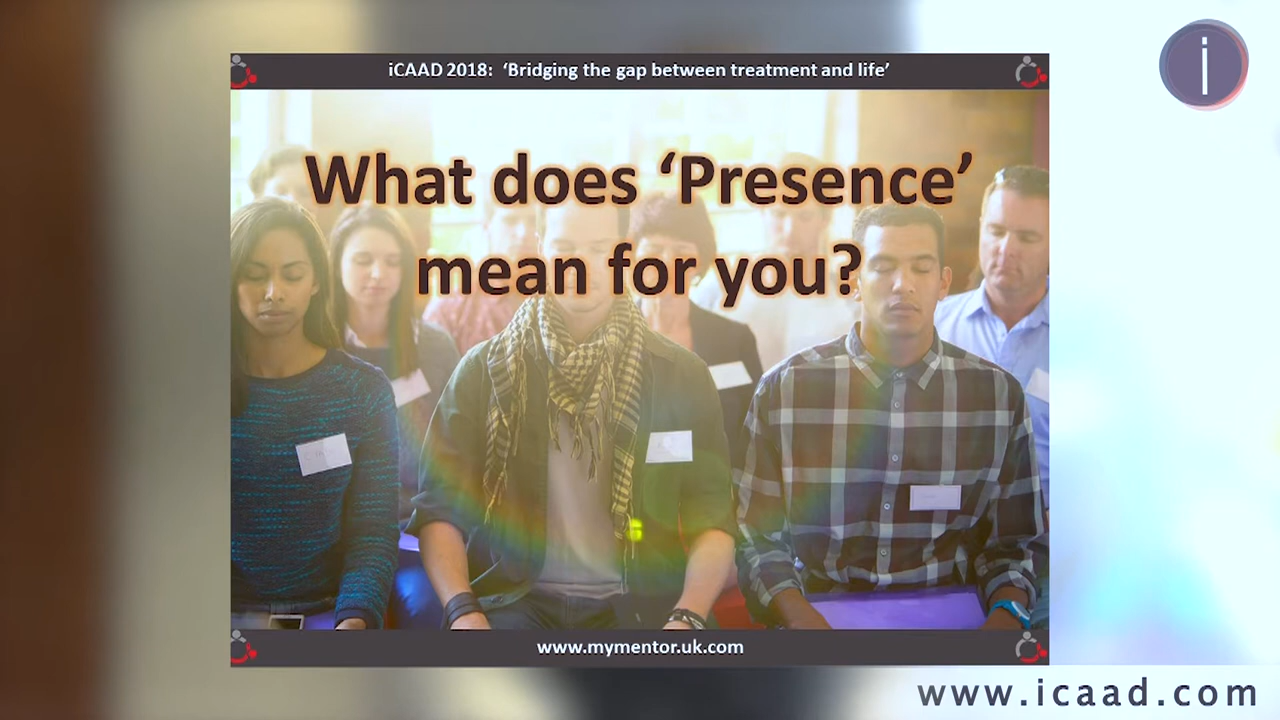 iCAAD 2018: ‘Bridging the gap between treatment and life’
i
What does ‘Presence’
mean for you?
www.mymentor.uk.com
www.icaad.com